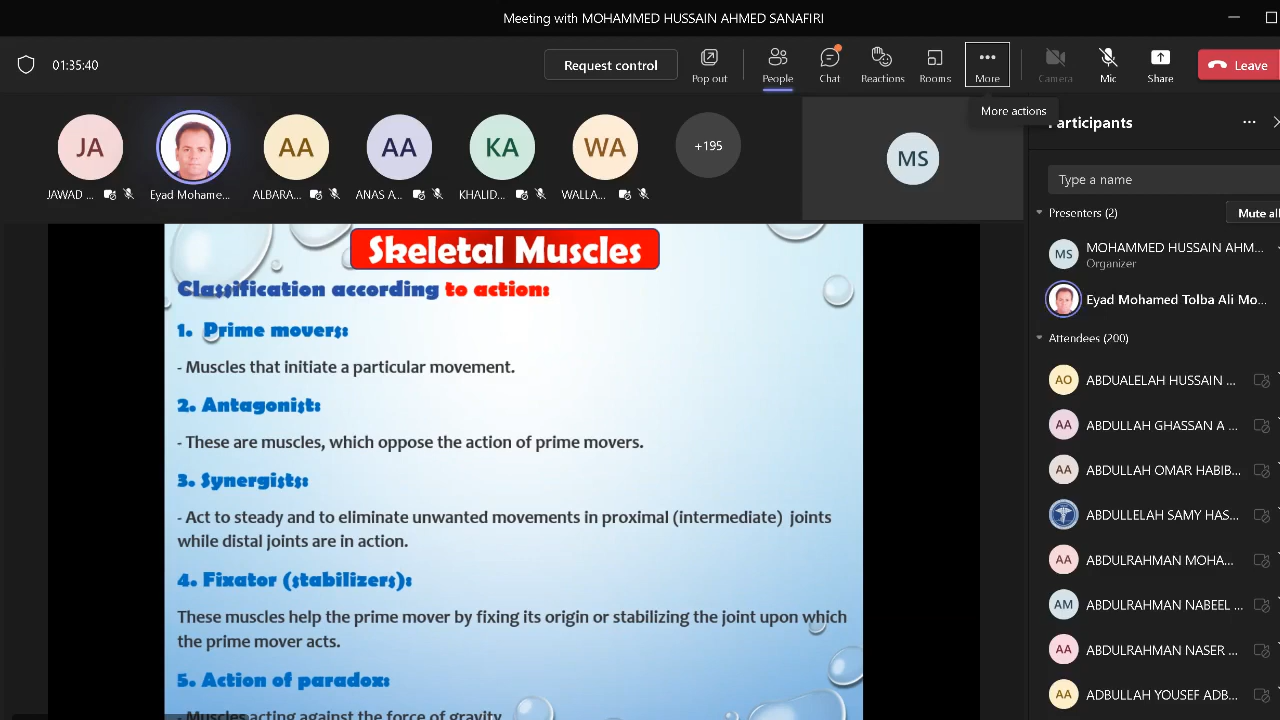 Meeting with MOHAMMED HUSSAIN AHMED SANAFIRI
01:35:40
Request control
Pop out
People
Chat
Reactions
Rooms
More
Camera
Mic
Share
Leave
More actions
JA
AA
AA
KA
WA
+195
MS
JAWAD ...
Eyad Mohame...
ALBARA...
ANAS A...
KHALID...
WALLA...
Participants
Type a name
Presenters (2)
Mute all
MS
MOHAMMED HUSSAIN AHM...
Organizer
Eyad Mohamed Tolba Ali Mo...
Attendees (200)
AO
ABDUALELAH HUSSAIN ...
AA
ABDULLAH GHASSAN A ...
AA
ABDULLAH OMAR HABIB...
ABDULLELAH SAMY HAS...
AA
ABDULRAHMAN MOHA...
AM
ABDULRAHMAN NABEEL ...
AA
ABDULRAHMAN NASER ...
AA
ADBULLAH YOUSEF ADB...
Skeletal Muscles
Classification according to action:
1. Prime movers:
- Muscles that initiate a particular movement.
2. Antagonist:
- These are muscles, which oppose the action of prime movers.
3. Synergists:
- Act to steady and to eliminate unwanted movements in proximal (intermediate) joints
while distal joints are in action.
4. Fixator (stabilizers):
These muscles help the prime mover by fixing its origin or stabilizing the joint upon which
the prime mover acts.
5. Action of paradox:
- Muscles acting against the force of gravity